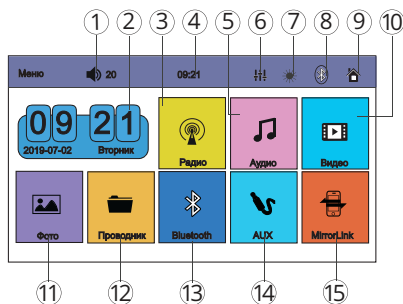 1 2 3 4 5 6 7 8 9 10
Меню 20 09:21
09 21
2019-07-02 Вторник
Радио Аудио Видео
Фото Проводник Bluetooth AUX MirrorLink
11 12 13 14 15